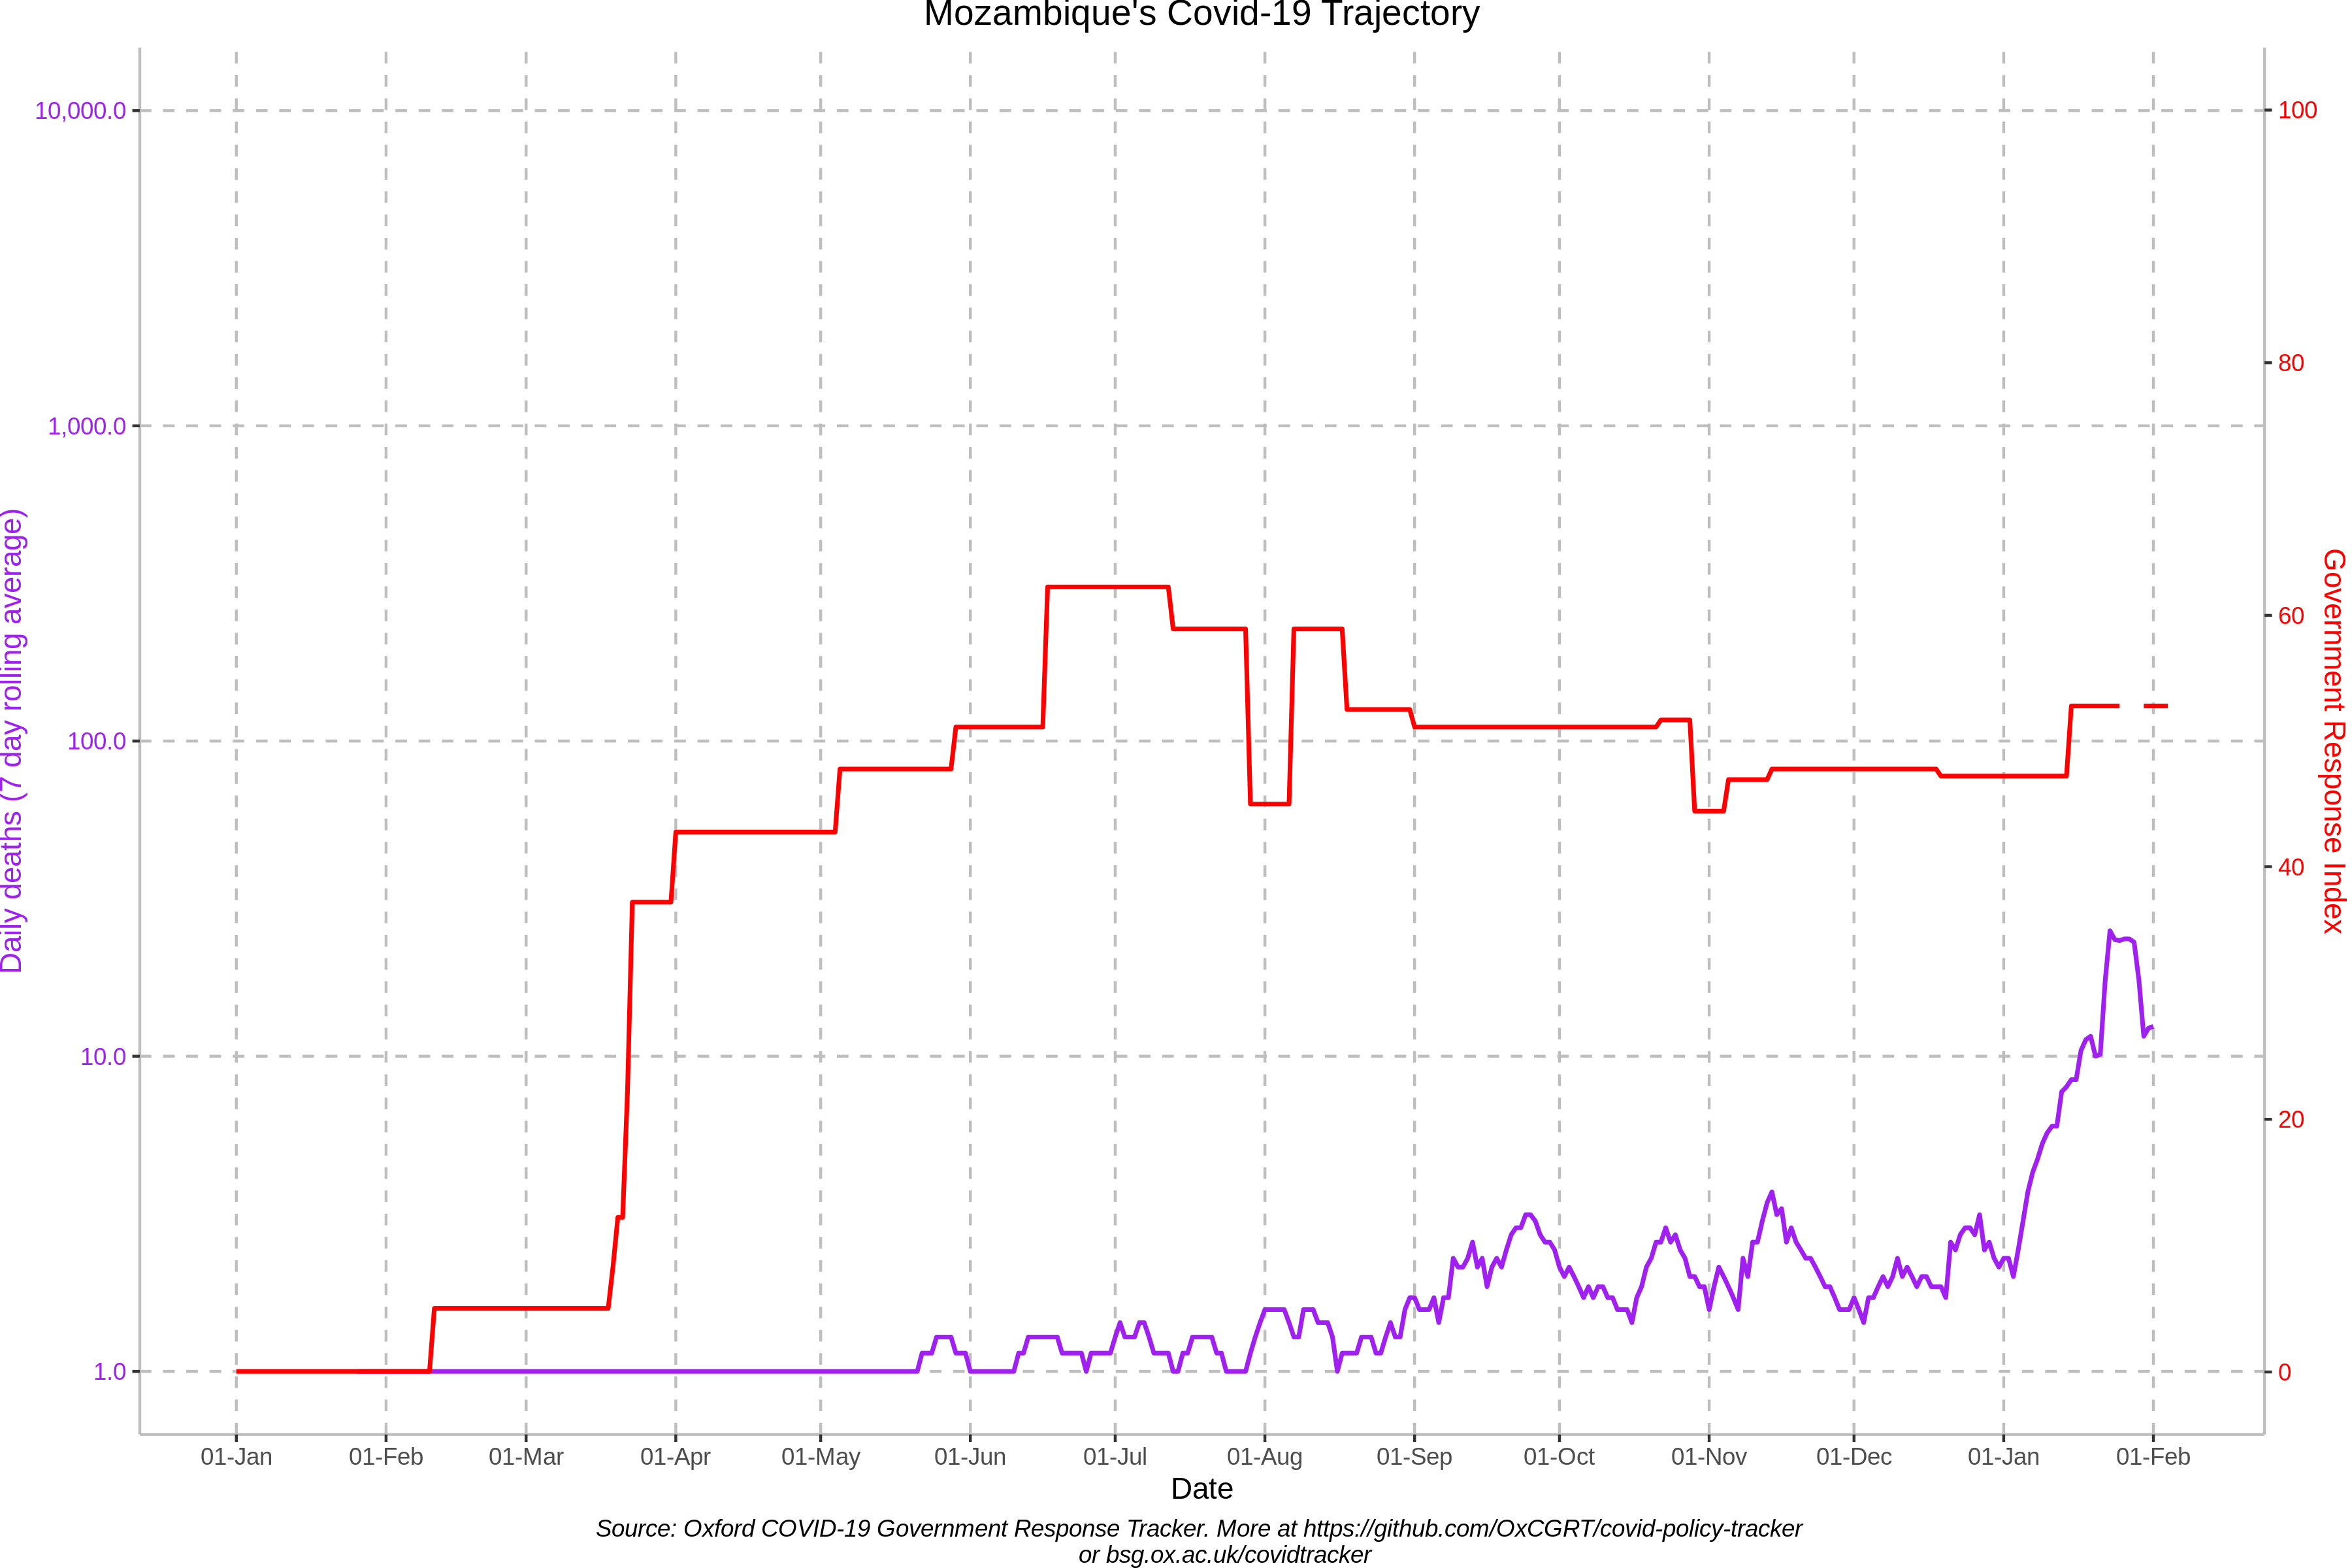 Mozambique's Covid-19 Trajectory
10,000.0
1,000.0
100.0
10.0
1.0
Daily deaths (7 day rolling average)
100
80
60
40
20
0
Government Response Index
01-Jan 01-Feb 01-Mar 01-Apr 01-May 01-Jun 01-Jul 01-Aug 01-Sep 01-Oct 01-Nov 01-Dec 01-Jan 01-Feb
Date
Source: Oxford COVID-19 Government Response Tracker. More at https://github.com/OxCGRT/covid-policy-tracker
or bsg.ox.ac.uk/covidtracker